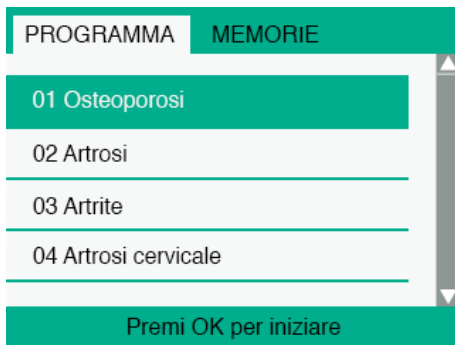 PROGRAMMA MEMORIE
01 Osteoporosi
02 Artrosi
03 Artrite
04 Artrosi cervicale
Premi OK per iniziare